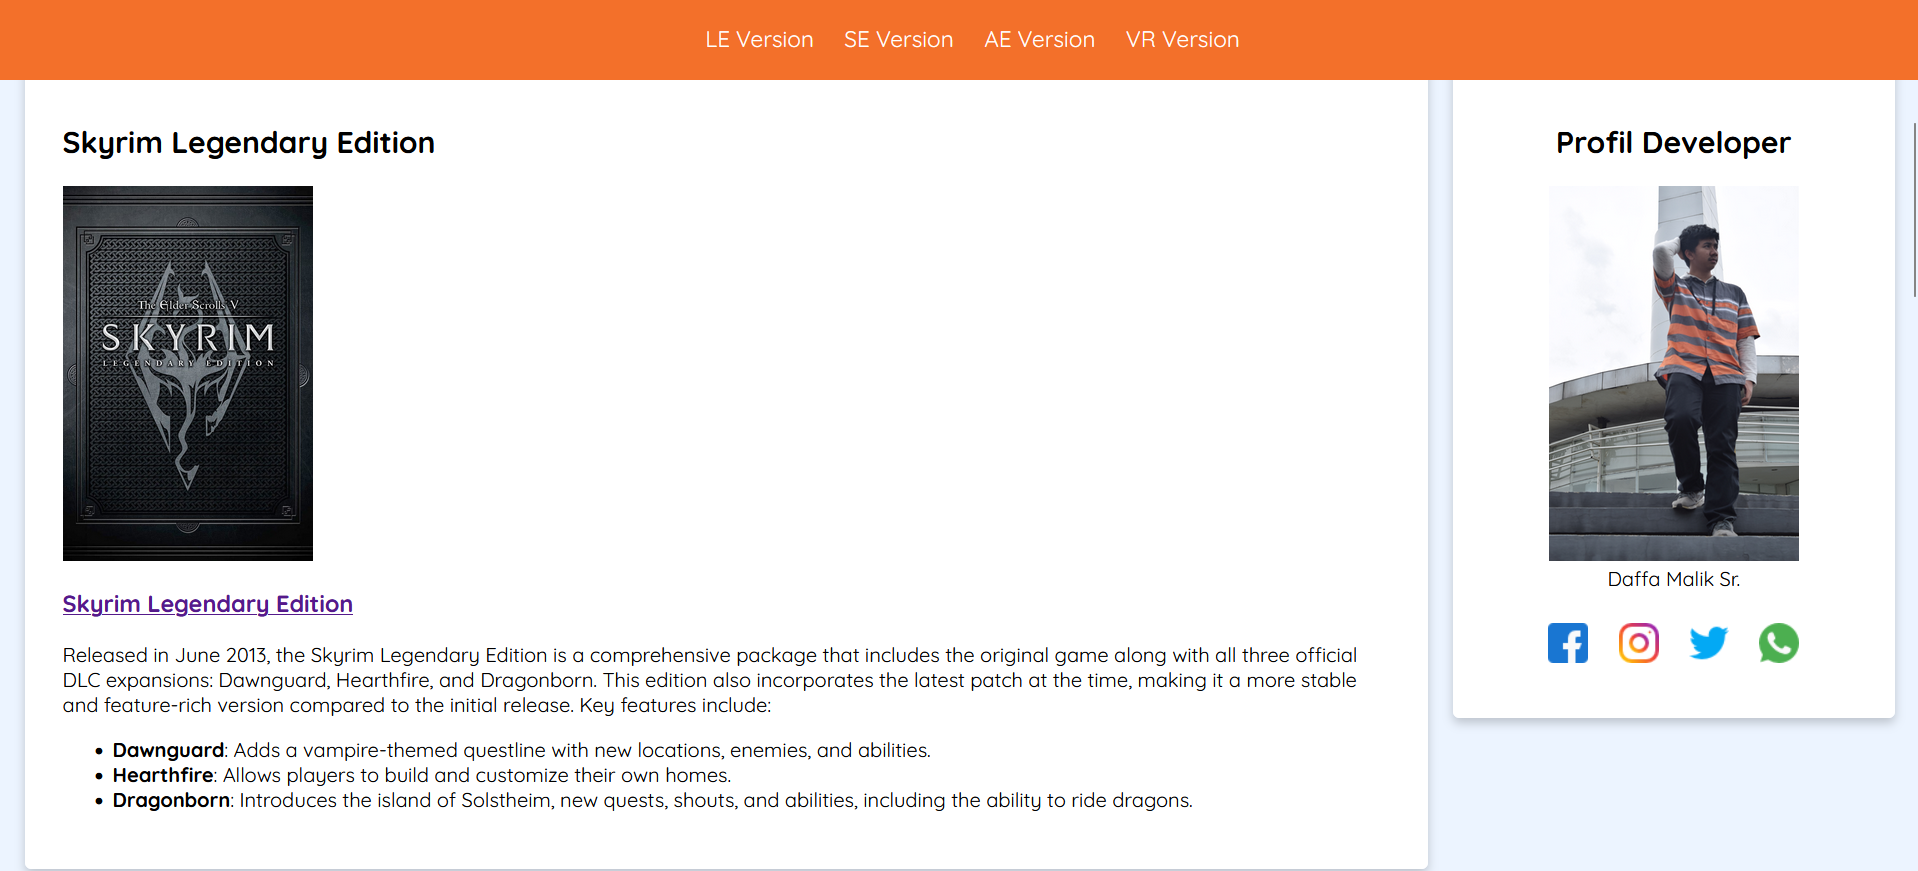 LE Version SE Version AE Version VR Version
Skyrim Legendary Edition
The Elder Scrolls V
SKYRIM
LEGENDARY EDITION
Skyrim Legendary Edition
Released in June 2013, the Skyrim Legendary Edition is a comprehensive package that includes the original game along with all three official
DLC expansions: Dawnguard, Hearthfire, and Dragonborn. This edition also incorporates the latest patch at the time, making it a more stable
and feature-rich version compared to the initial release. Key features include:
• Dawnguard: Adds a vampire-themed questline with new locations, enemies, and abilities.
• Hearthfire: Allows players to build and customize their own homes.
• Dragonborn: Introduces the island of Solstheim, new quests, shouts, and abilities, including the ability to ride dragons.
Profil Developer
Daffa Malik Sr.